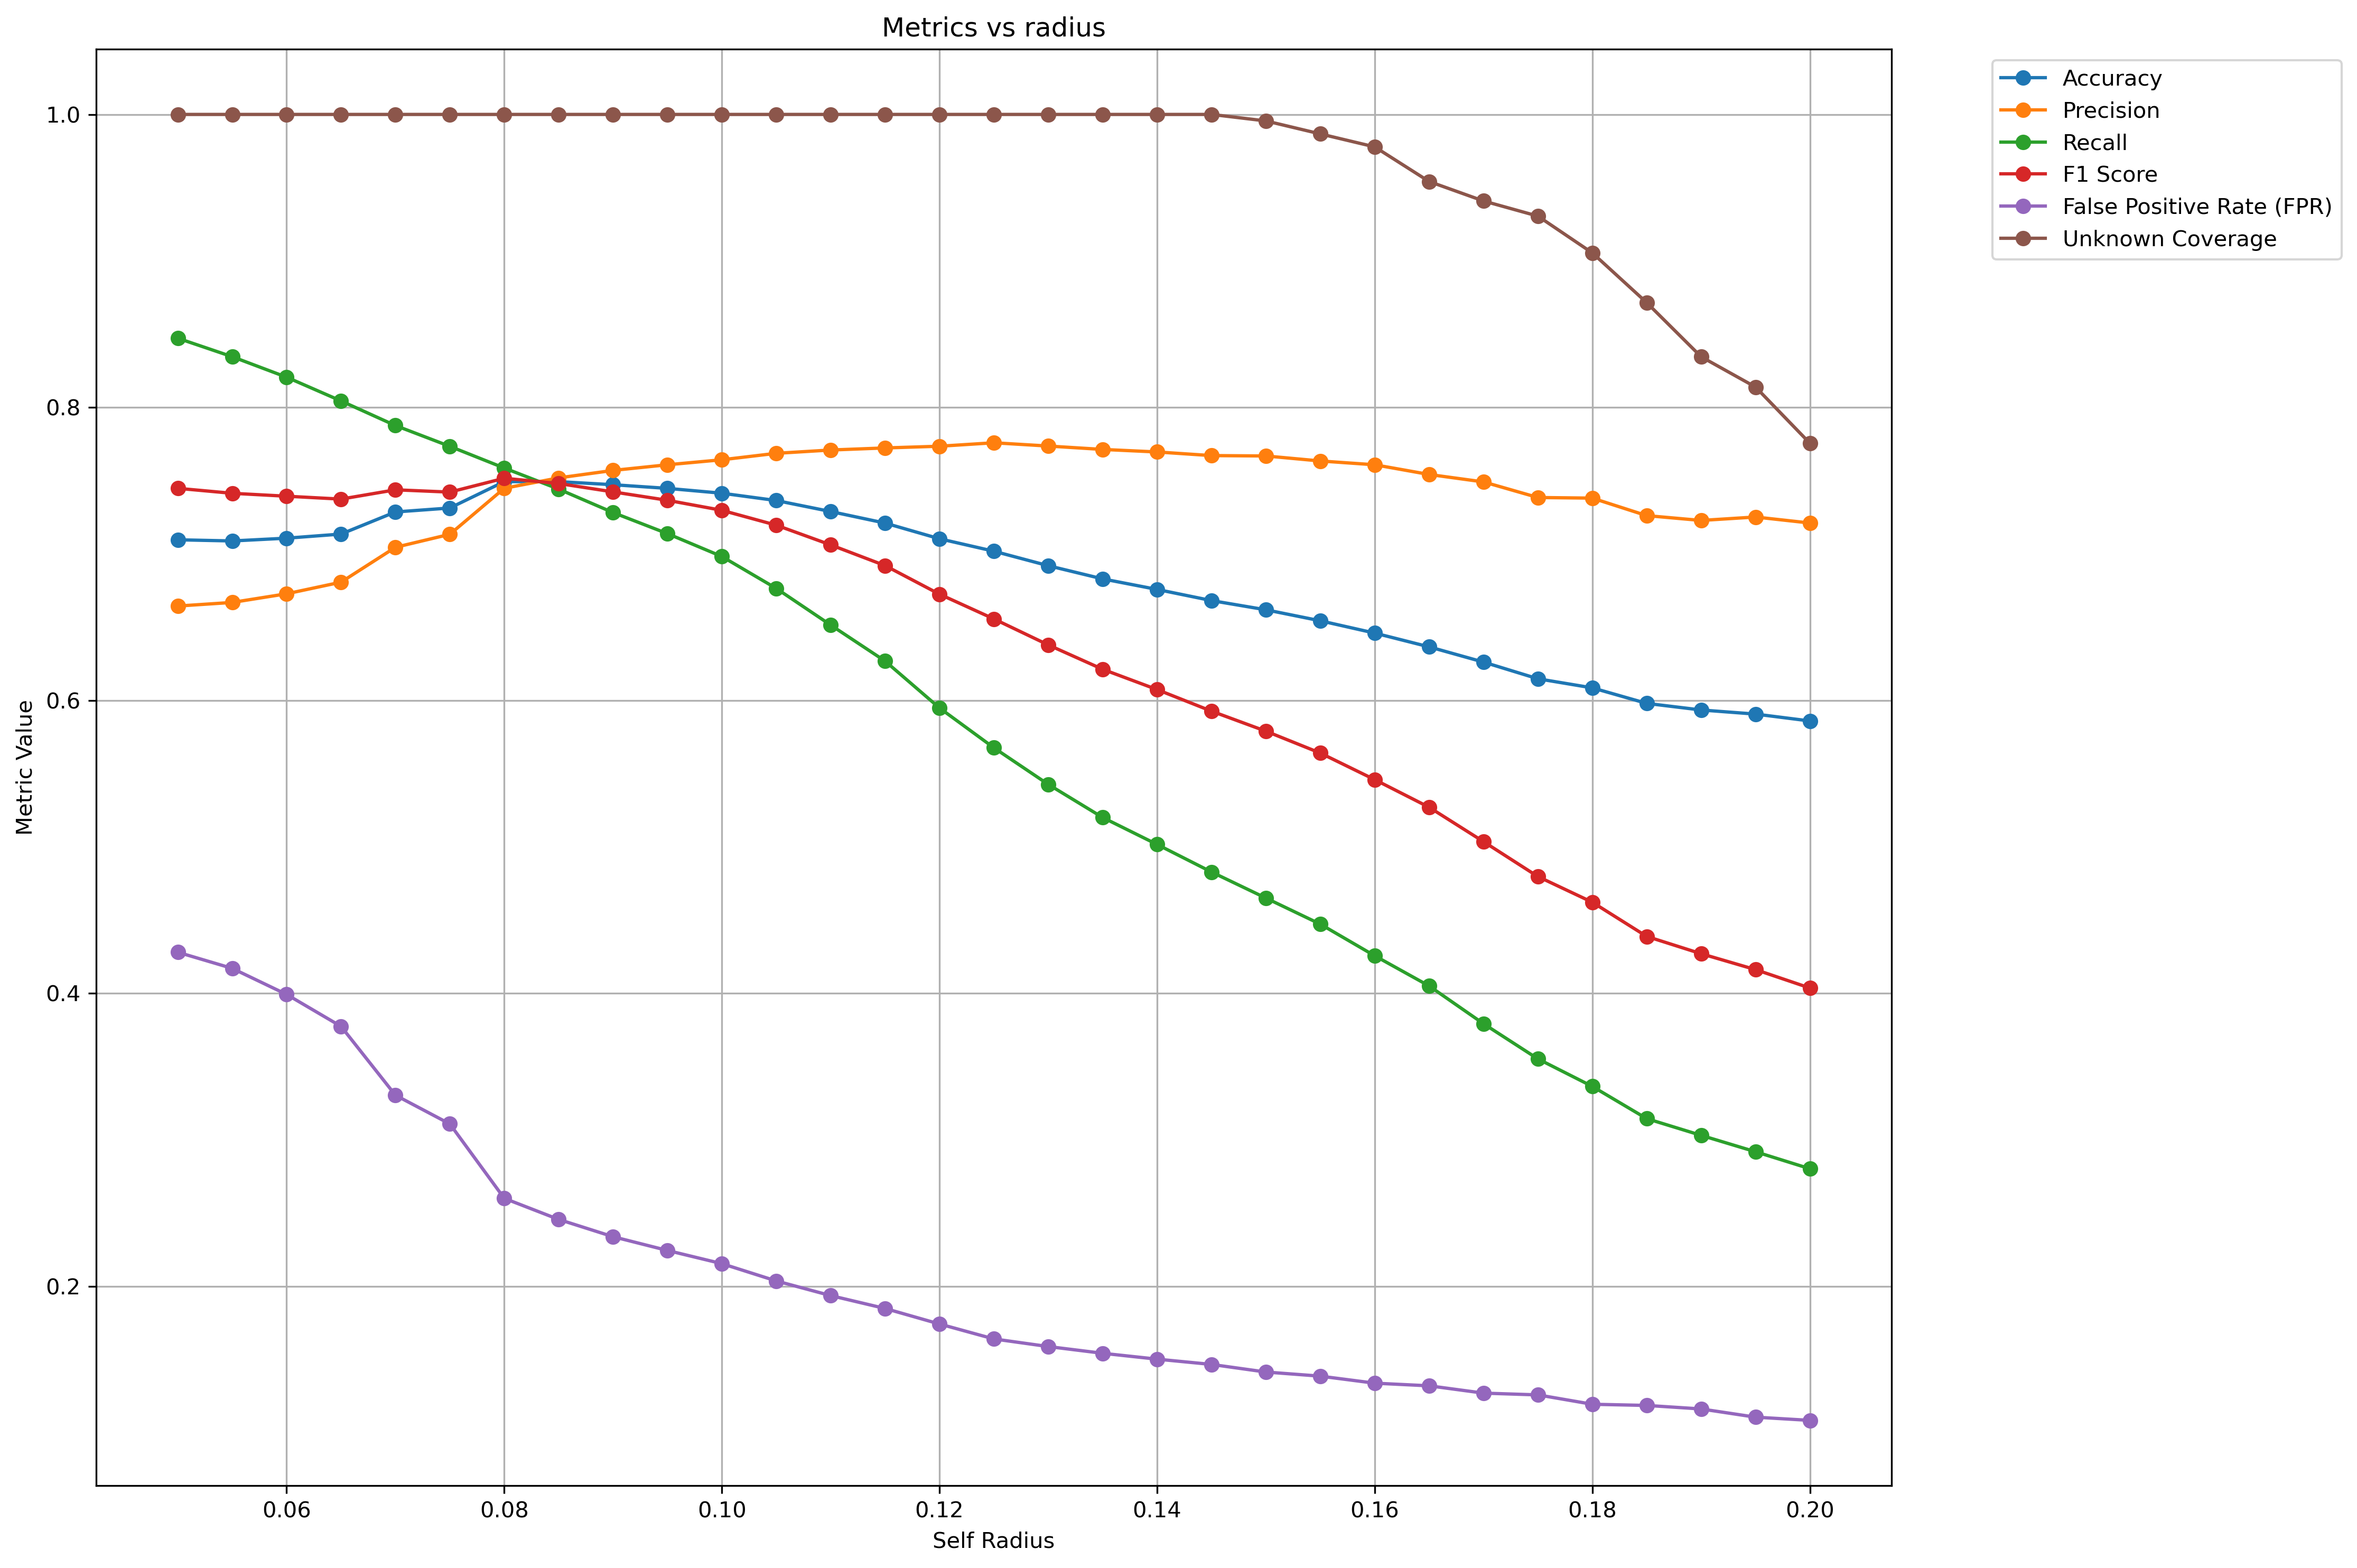 Metrics vs radius
Accuracy
Precision
Recall
F1 Score
False Positive Rate (FPR)
Unknown Coverage
Metric Value
1.0
0.8
0.6
0.4
0.2
0.06 0.08 0.10 0.12 0.14 0.16 0.18 0.20
Self Radius